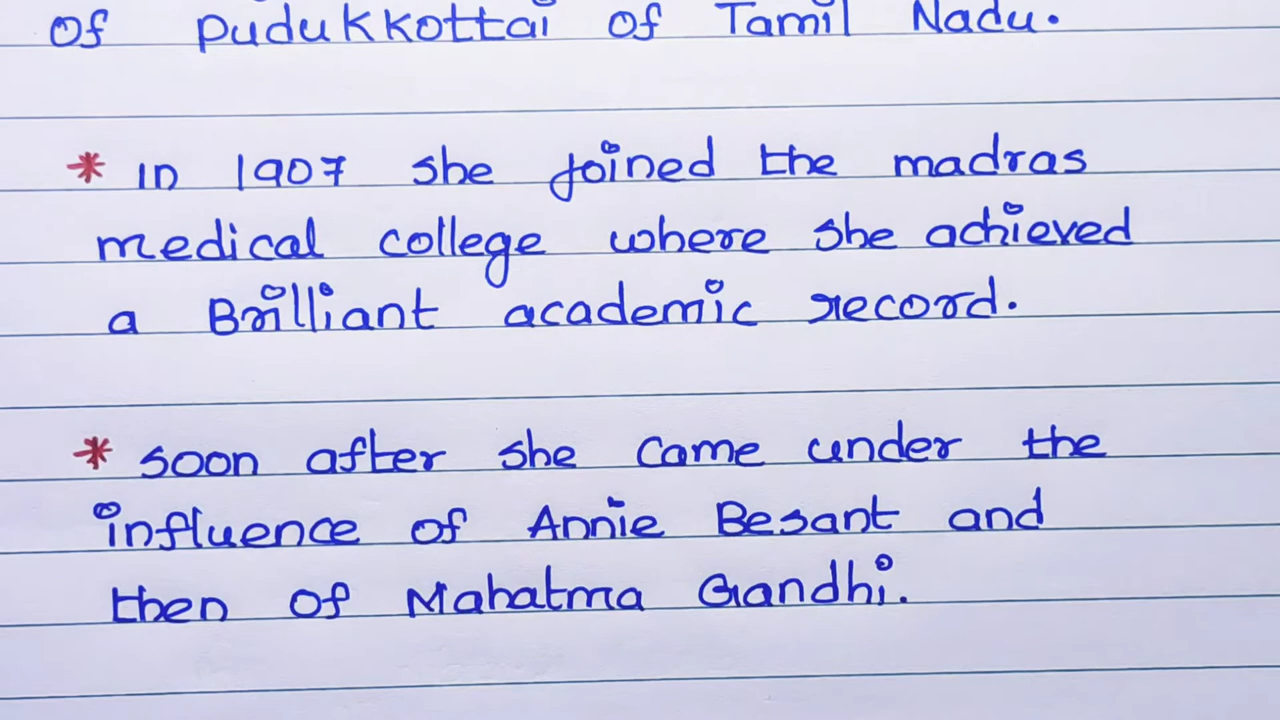 of Pudukkottai of Tamil Nadu.
* In 1907 she joined the madras
medical college where she achieved
a Brilliant academic record.
* soon after she came under the
influence of Annie Besant and
then of Mahatma Gandhi.